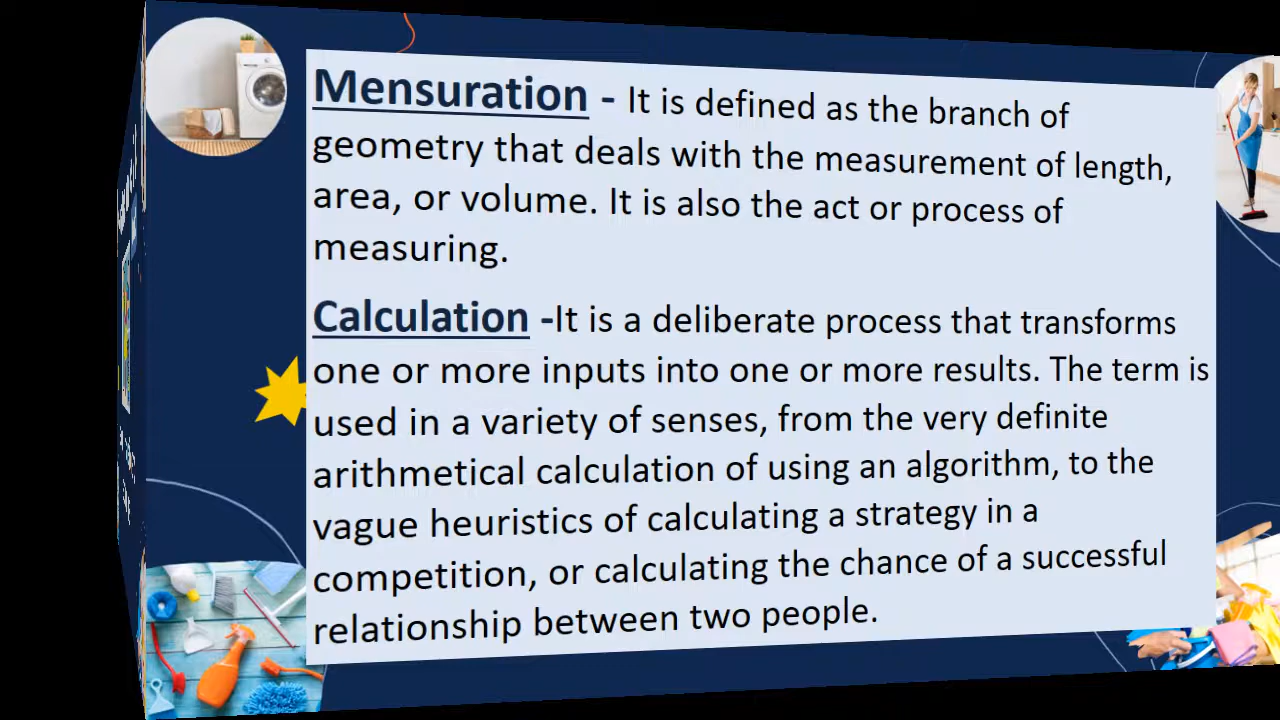 Mensuration - It is defined as the branch of
geometry that deals with the measurement of length,
area, or volume. It is also the act or process of
measuring.
Calculation -It is a deliberate process that transforms
one or more inputs into one or more results. The term is
used in a variety of senses, from the very definite
arithmetical calculation of using an algorithm, to the
vague heuristics of calculating a strategy in a
competition, or calculating the chance of a successful
relationship between two people.